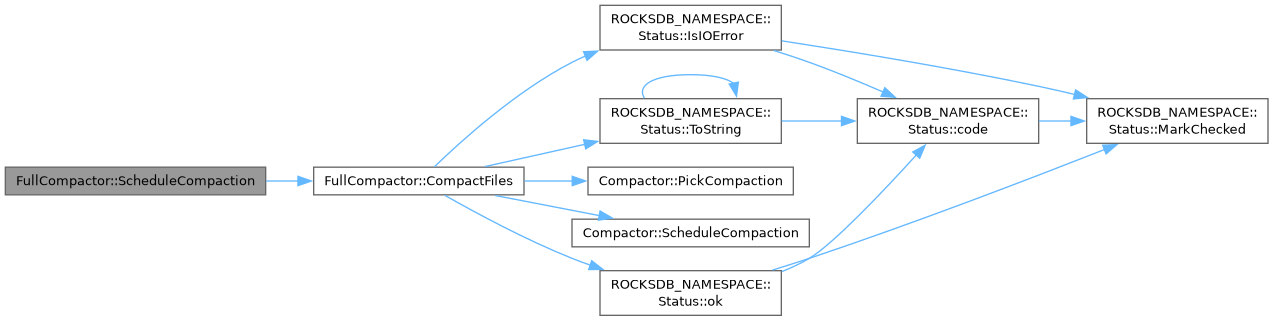 FullCompactor::ScheduleCompaction
FullCompactor::CompactFiles
ROCKSDB_NAMESPACE::
Status::IsIOError
ROCKSDB_NAMESPACE::
Status::ToString
Compactor::PickCompaction
Compactor::ScheduleCompaction
ROCKSDB_NAMESPACE::
Status::ok
ROCKSDB_NAMESPACE::
Status::code
ROCKSDB_NAMESPACE::
Status::MarkChecked